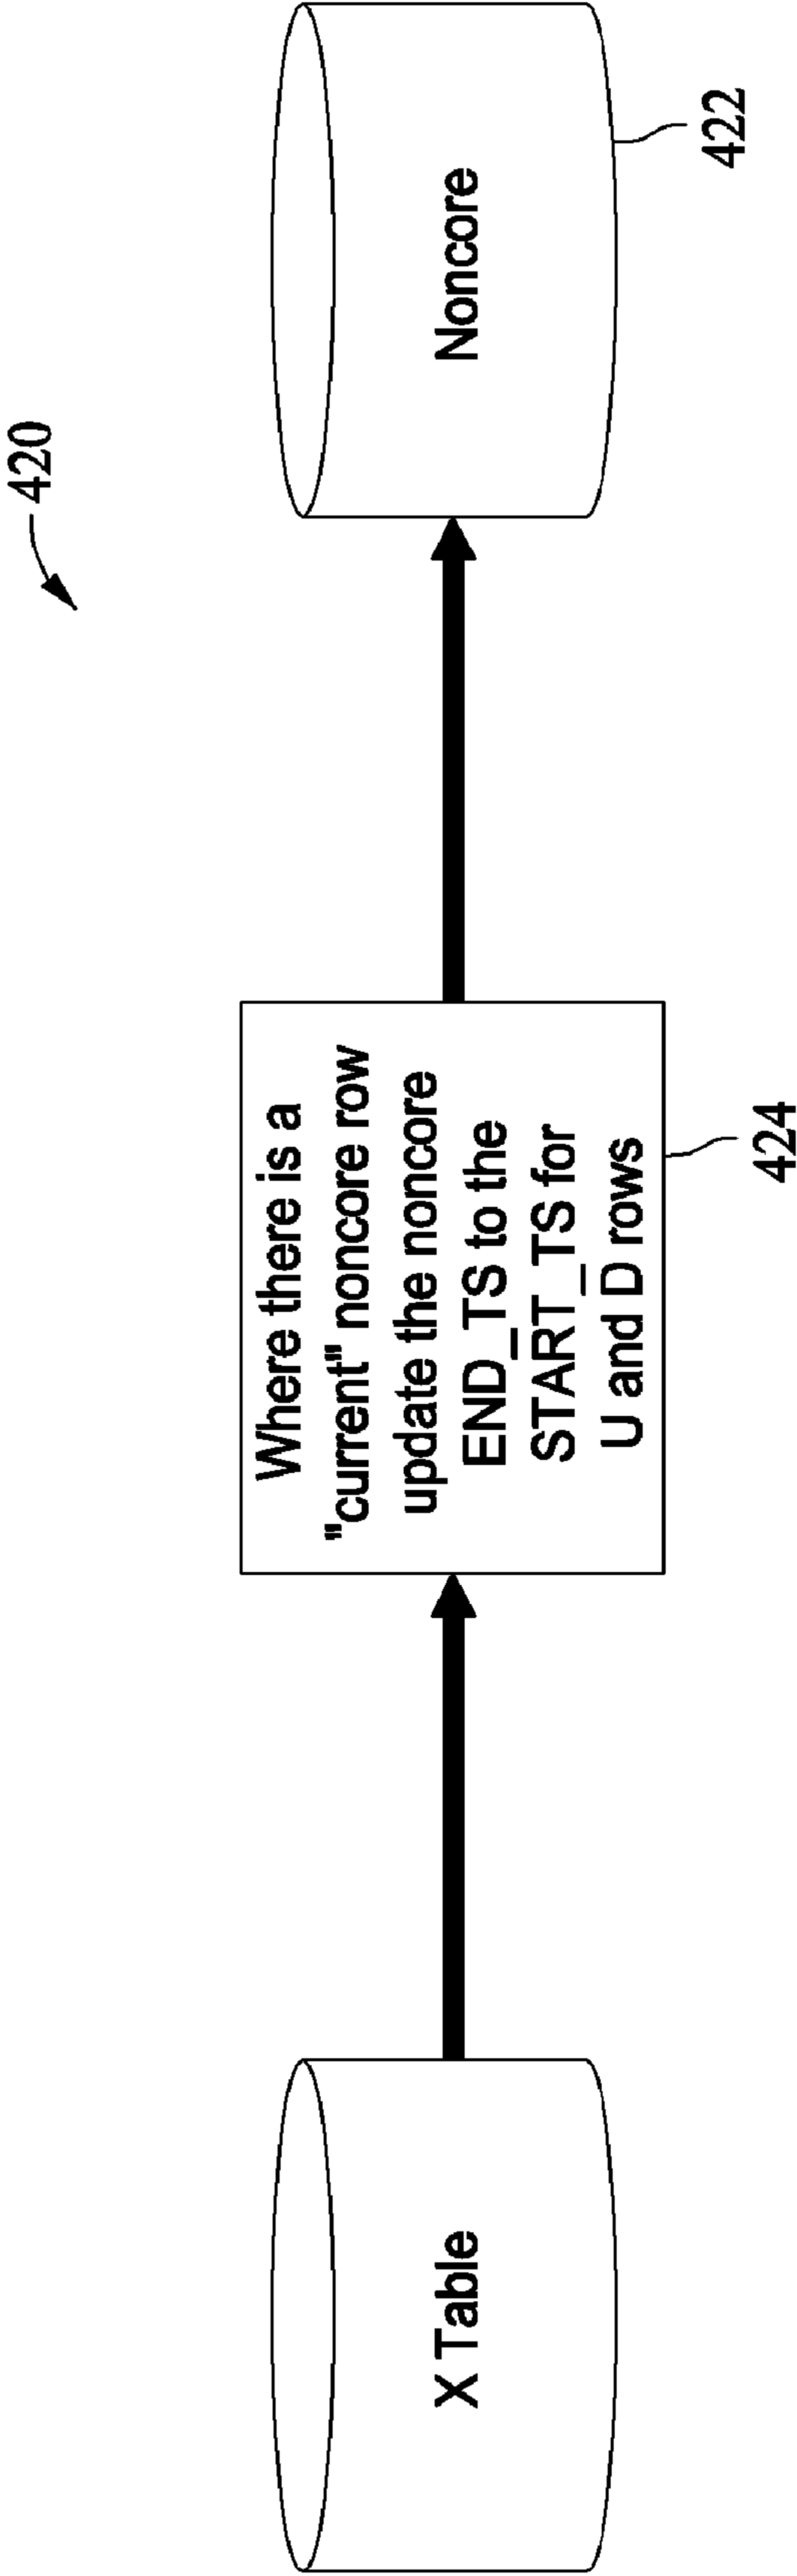 420
X Table
Where there is a
"current" noncore row
update the noncore
END_TS to the
START_TS for
U and D rows
424
Noncore
422